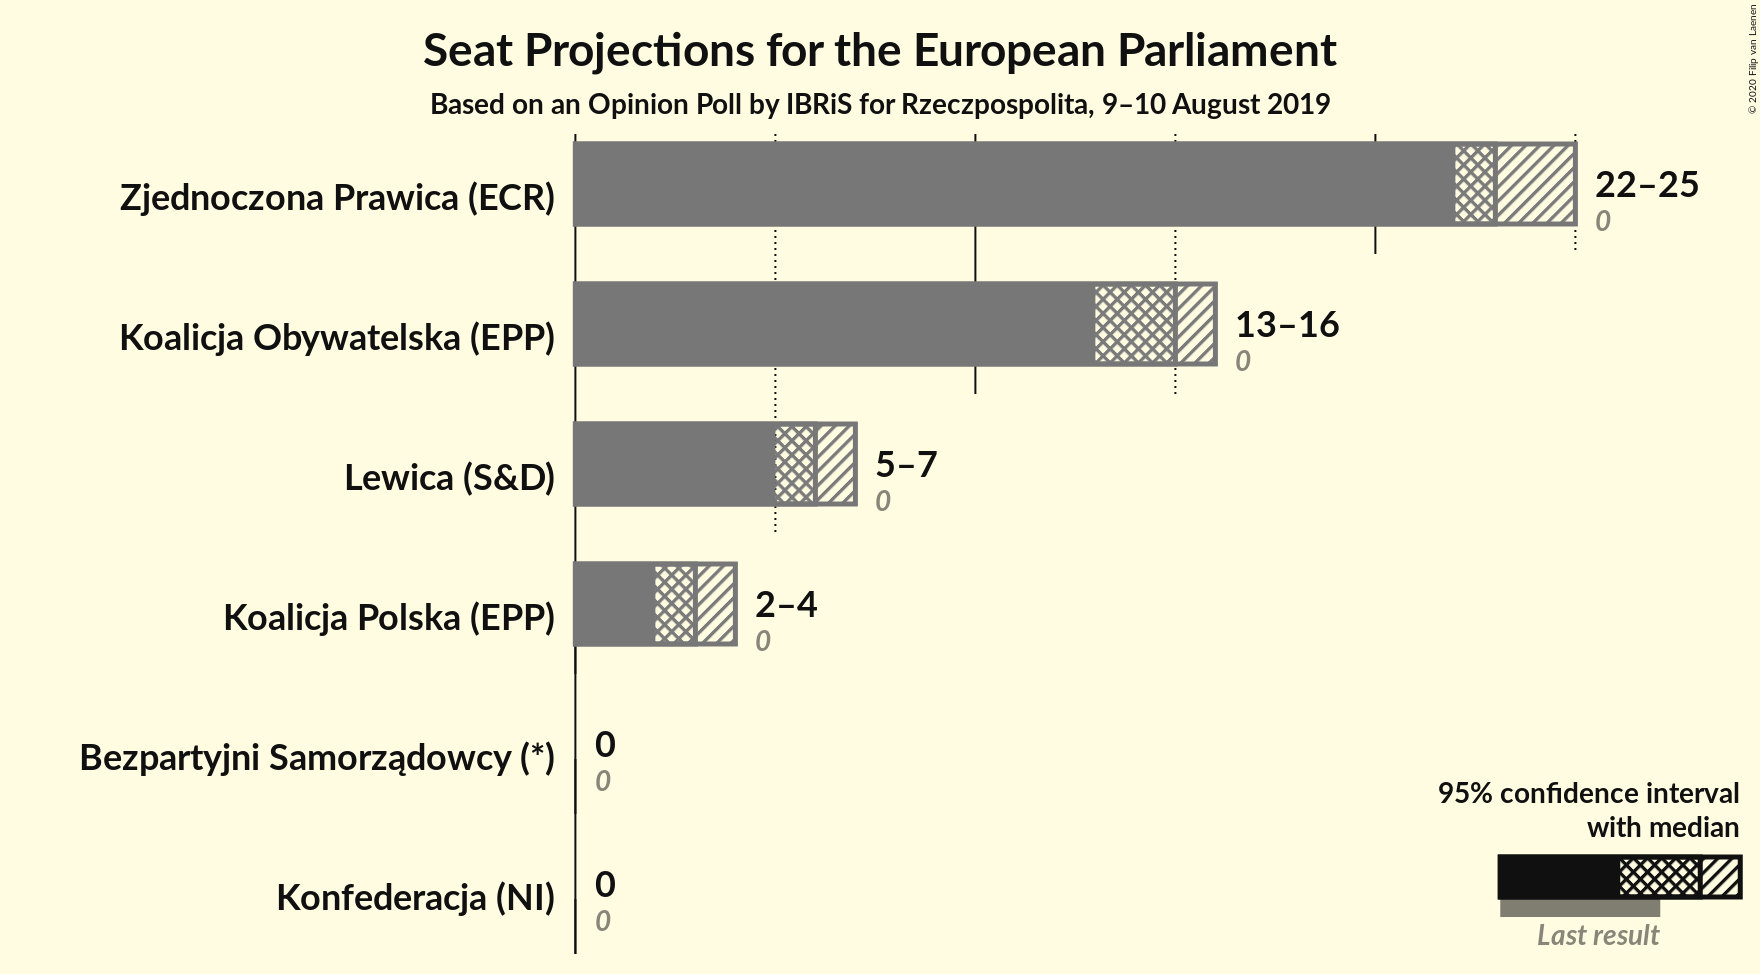 Seat Projections for the European Parliament
Based on an Opinion Poll by IBRiS for Rzeczpospolita, 9–10 August 2019
© 2020 Filip van Laenen
Zjednoczona Prawica (ECR)
22–25
0
Koalicja Obywatelska (EPP)
13–16
0
Lewica (S&D)
5–7
0
Koalicja Polska (EPP)
2–4
0
Bezpartyjni Samorządowcy (*)
0
0
Konfederacja (NI)
0
0
95% confidence interval
with median
Last result